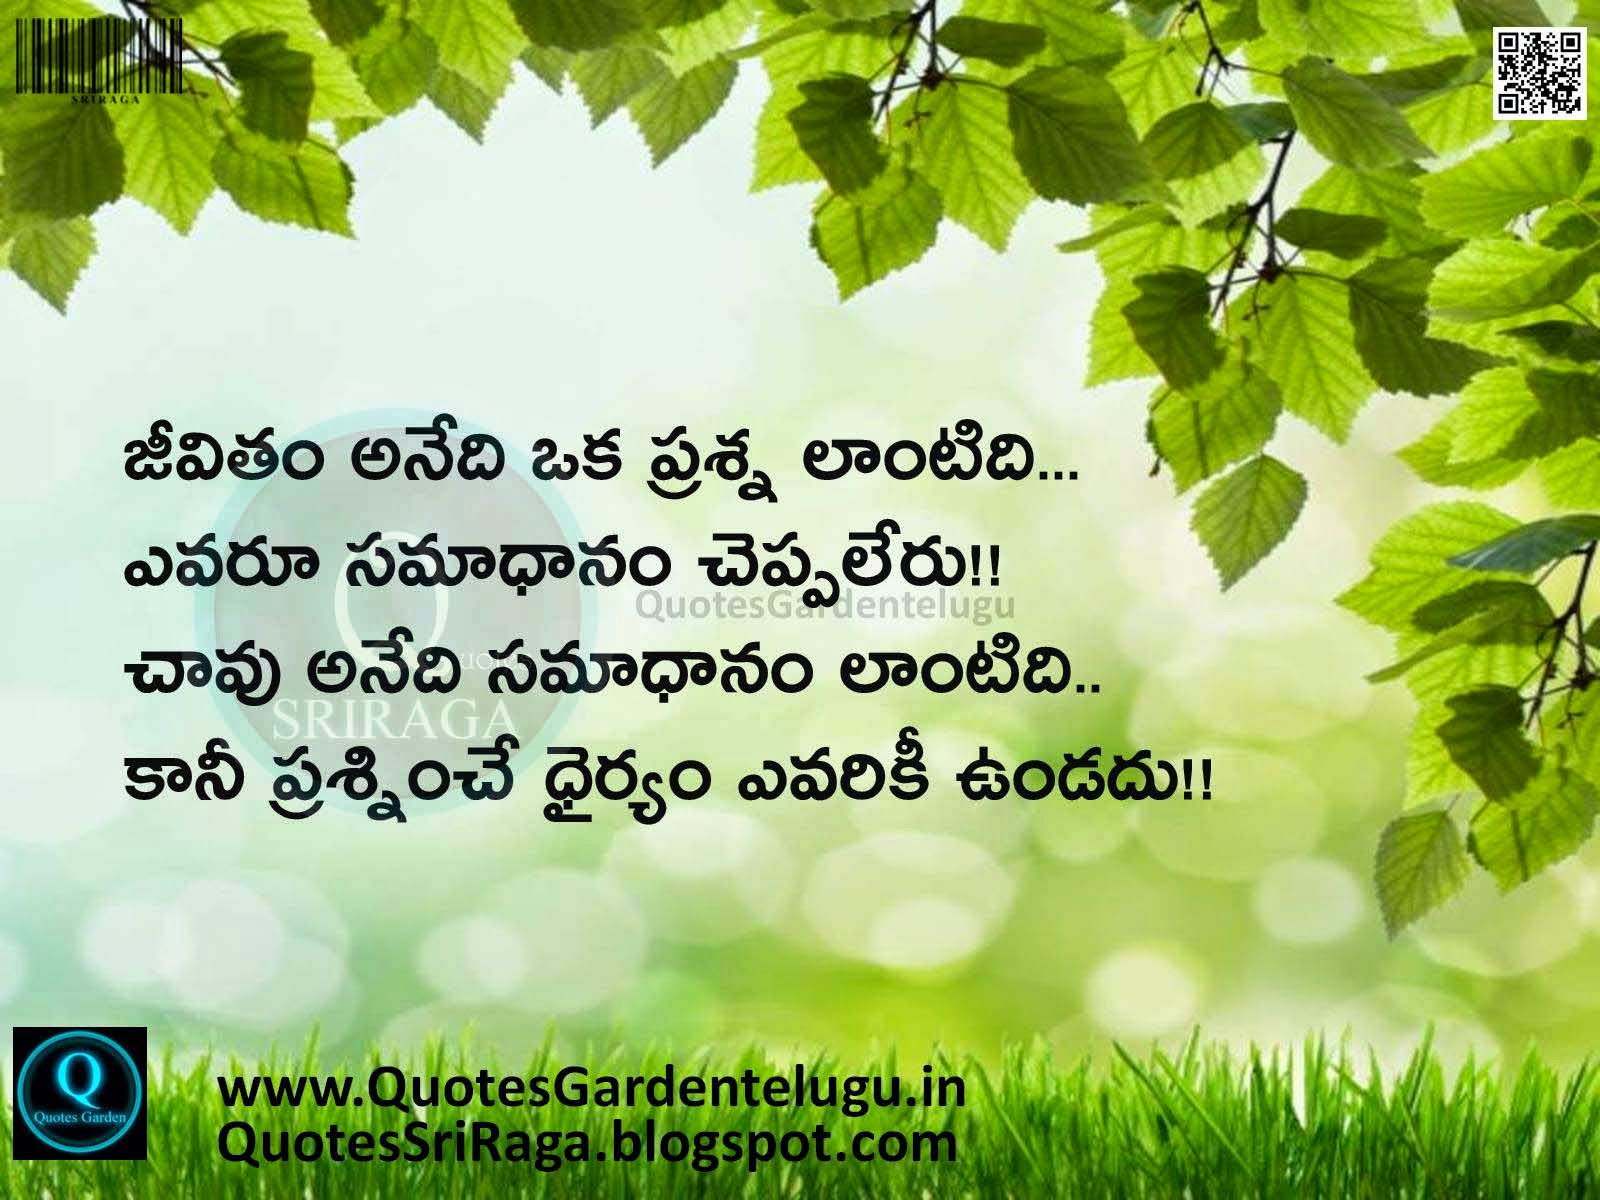 SRIRAGA
జీవితం అనేది ఒక ప్రశ్న లాంటిది...
ఎవరూ సమాధానం చెప్పలేరు!!
QuotesGardentelugu
చావు అనేది సమాధానం లాంటిది..
SRIRAGA
కానీ ప్రశ్నించే ధైర్యం ఎవరికీ ఉండదు!!
Q
Quotes Garden
www.QuotesGardentelugu.in
QuotesSriRaga.blogspot.com